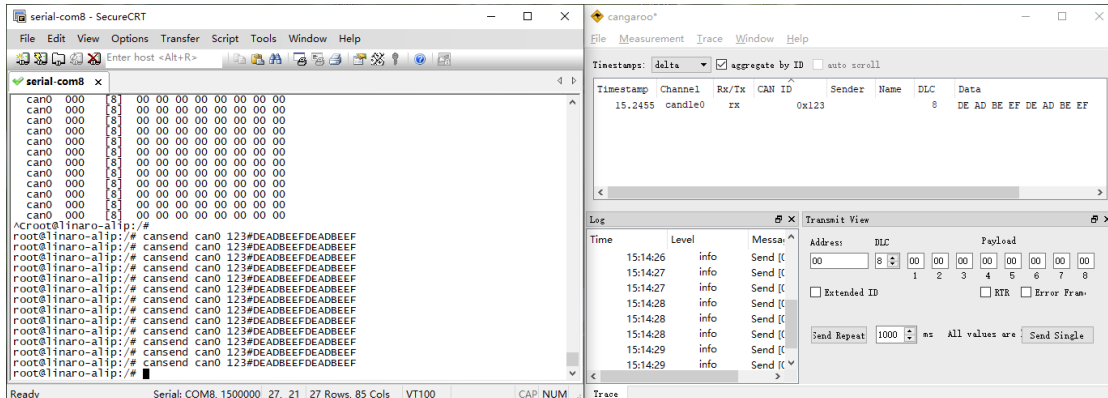 serial-com8 - SecureCRT
File Edit View Options Transfer Script Tools Window Help
Enter host <Alt+R>
serial-com8
can0 000 [8] 00 00 00 00 00 00 00 00
can0 000 [8] 00 00 00 00 00 00 00 00
can0 000 [8] 00 00 00 00 00 00 00 00
can0 000 [8] 00 00 00 00 00 00 00 00
can0 000 [8] 00 00 00 00 00 00 00 00
can0 000 [8] 00 00 00 00 00 00 00 00
can0 000 [8] 00 00 00 00 00 00 00 00
can0 000 [8] 00 00 00 00 00 00 00 00
can0 000 [8] 00 00 00 00 00 00 00 00
can0 000 [8] 00 00 00 00 00 00 00 00
can0 000 [8] 00 00 00 00 00 00 00 00
can0 000 [8] 00 00 00 00 00 00 00 00
^Croot@linaro-alip:/#
root@linaro-alip:/# cansend can0 123#DEADBEEFDEADBEEF
root@linaro-alip:/# cansend can0 123#DEADBEEFDEADBEEF
root@linaro-alip:/# cansend can0 123#DEADBEEFDEADBEEF
root@linaro-alip:/# cansend can0 123#DEADBEEFDEADBEEF
root@linaro-alip:/# cansend can0 123#DEADBEEFDEADBEEF
root@linaro-alip:/# cansend can0 123#DEADBEEFDEADBEEF
root@linaro-alip:/# cansend can0 123#DEADBEEFDEADBEEF
root@linaro-alip:/# cansend can0 123#DEADBEEFDEADBEEF
root@linaro-alip:/# cansend can0 123#DEADBEEFDEADBEEF
root@linaro-alip:/# cansend can0 123#DEADBEEFDEADBEEF
root@linaro-alip:/# cansend can0 123#DEADBEEFDEADBEEF
root@linaro-alip:/# cansend can0 123#DEADBEEFDEADBEEF
root@linaro-alip:/# cansend can0 123#DEADBEEFDEADBEEF
root@linaro-alip:/#
Ready Serial: COM8, 1500000 27, 21 27 Rows, 85 Cols VT100 CAP NUM
cangaroo*
File Measurement Trace Window Help
Timestamps: delta aggregate by ID auto scroll
Timestamp Channel Rx/Tx CAN ID Sender Name DLC Data
15.2455 candle0 rx 0x123 8 DE AD BE EF DE AD BE EF
Log
Time Level Messa
15:14:26 info Send [0
15:14:27 info Send [0
15:14:27 info Send [0
15:14:28 info Send [0
15:14:28 info Send [0
15:14:28 info Send [0
15:14:29 info Send [0
15:14:29 info Send [0
Transmit View
Address: DLC Payload
00 8 00 00 00 00 00 00 00 00
1 2 3 4 5 6 7 8
Extended ID RTR Error Fram
Send Repeat 1000 ms All values are Send Single
Trace